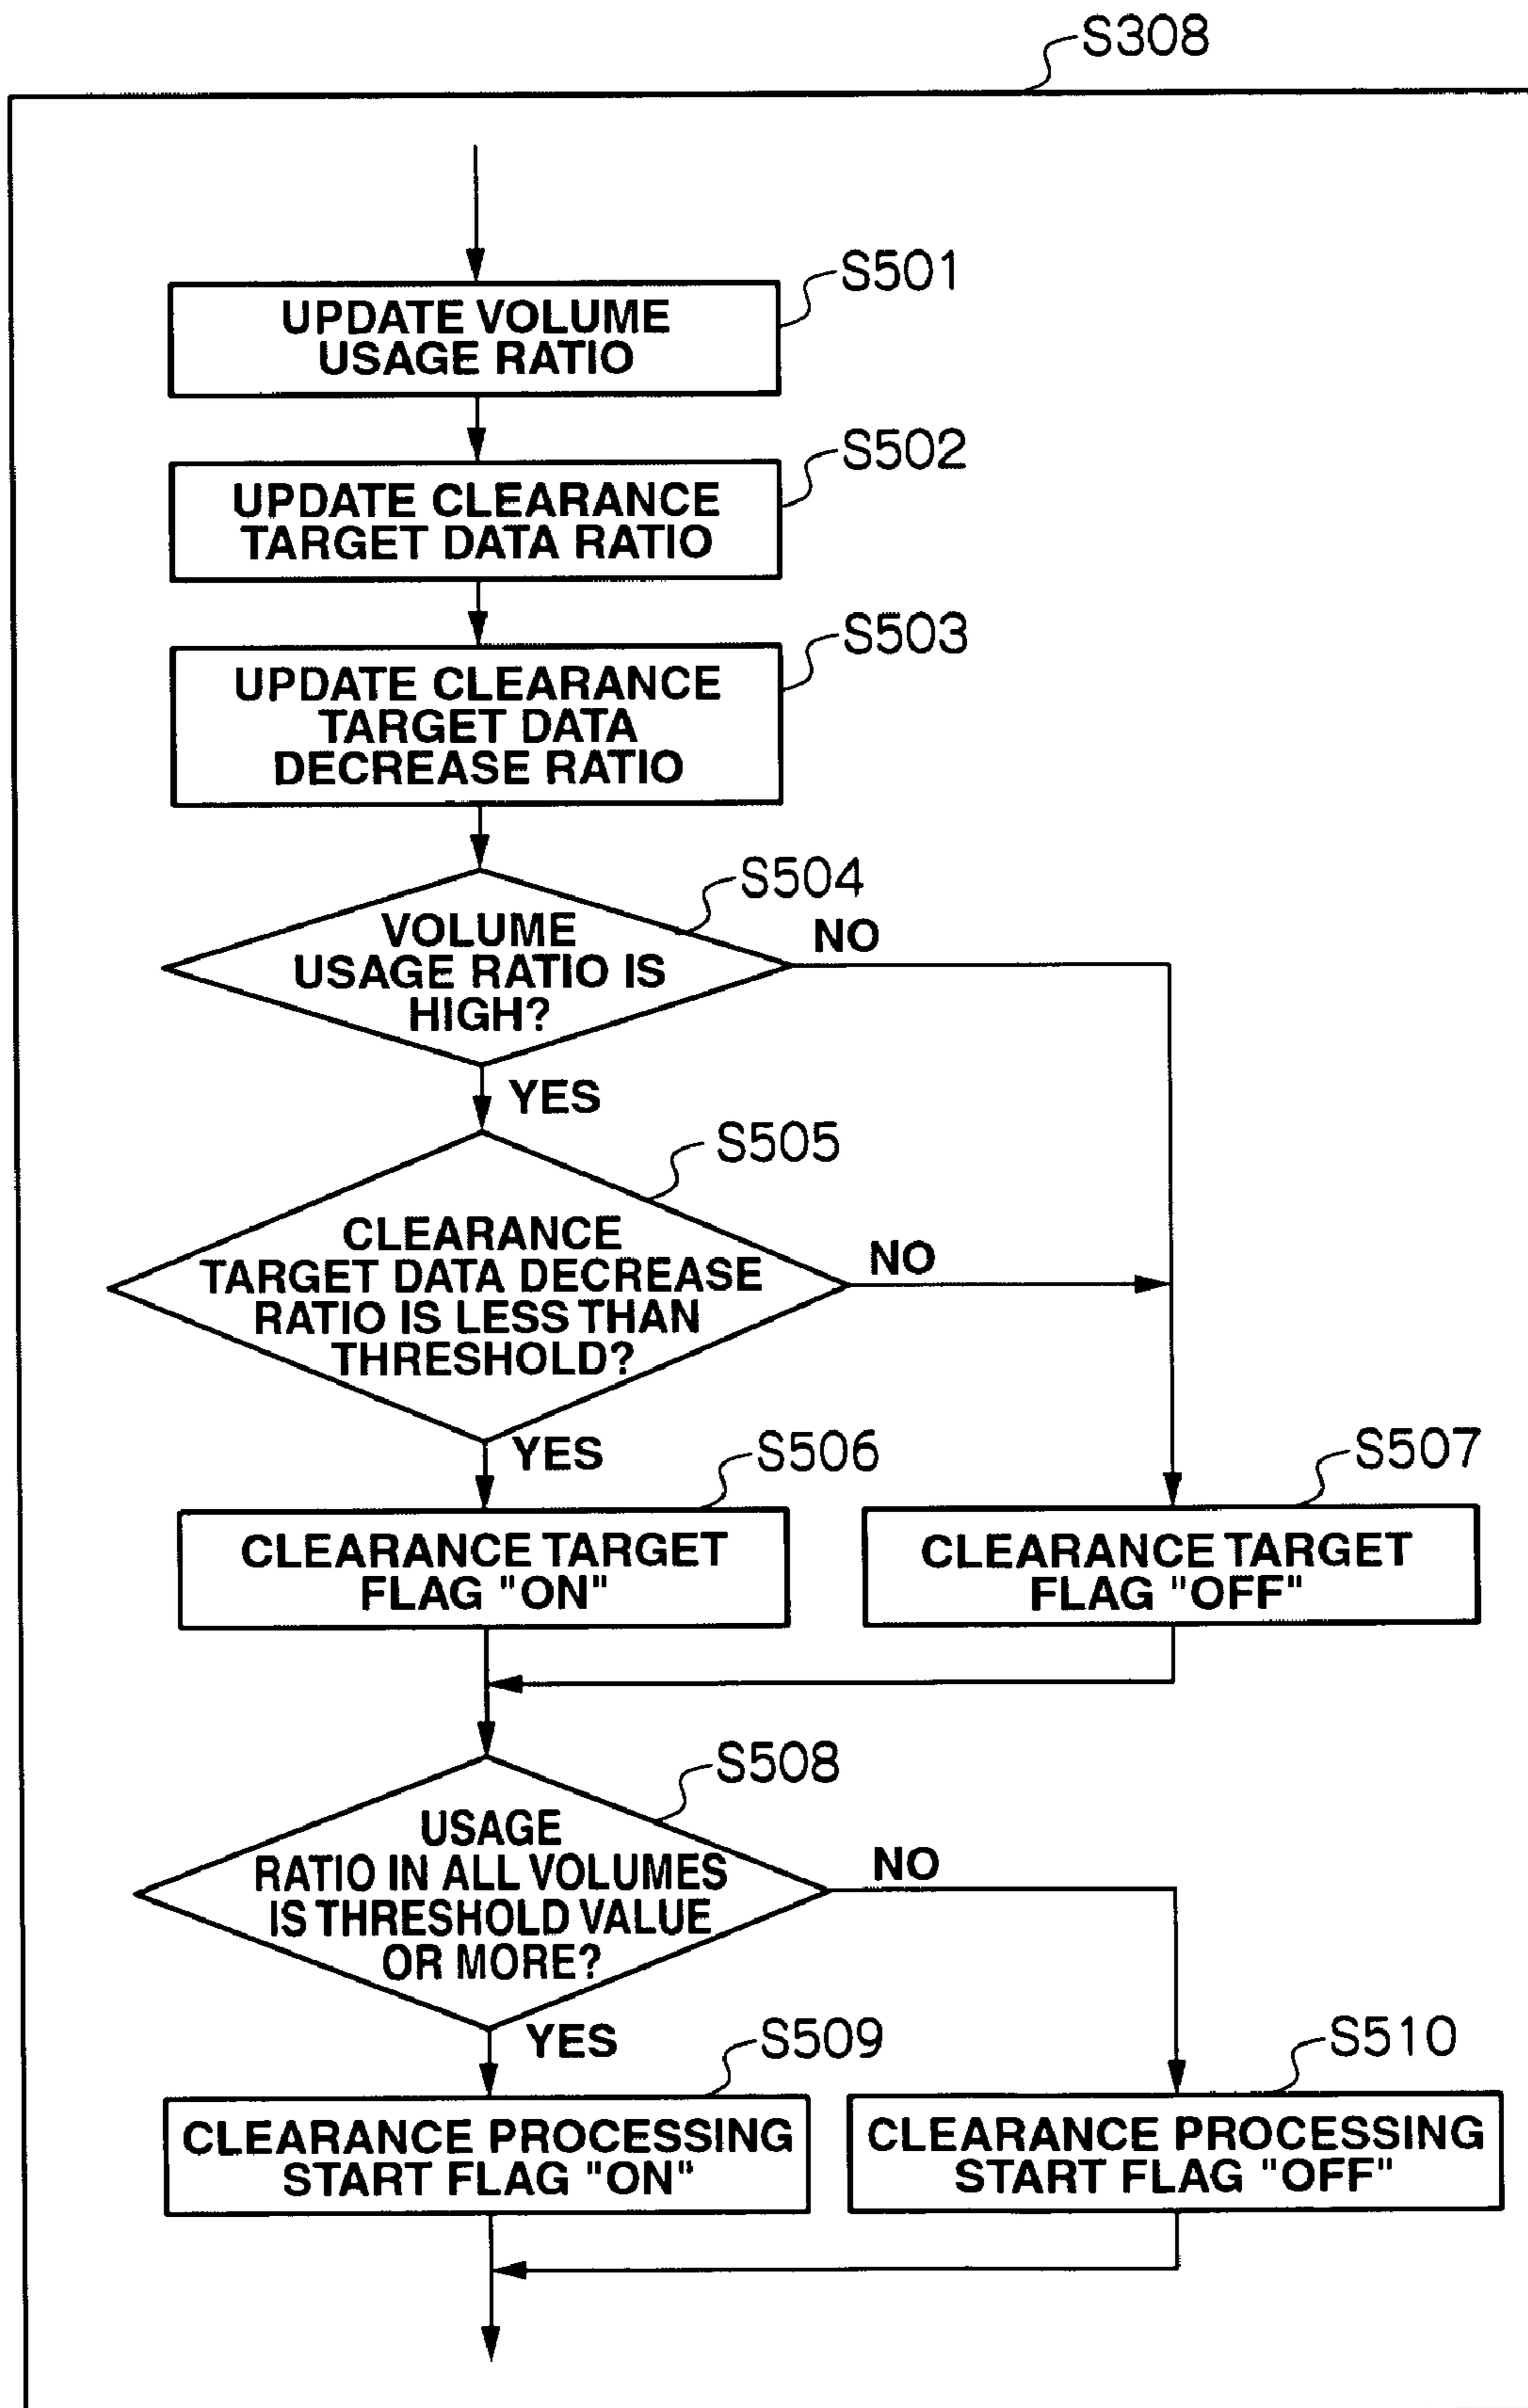 S308
S501
UPDATE VOLUME
USAGE RATIO
S502
UPDATE CLEARANCE
TARGET DATA RATIO
S503
UPDATE CLEARANCE
TARGET DATA
DECREASE RATIO
S504
VOLUME
USAGE RATIO IS
HIGH?
NO
YES
S505
CLEARANCE
TARGET DATA DECREASE
RATIO IS LESS THAN
THRESHOLD?
NO
YES
S506
CLEARANCE TARGET
FLAG "ON"
S507
CLEARANCE TARGET
FLAG "OFF"
S508
USAGE
RATIO IN ALL VOLUMES
IS THRESHOLD VALUE
OR MORE?
NO
YES
S509
CLEARANCE PROCESSING
START FLAG "ON"
S510
CLEARANCE PROCESSING
START FLAG "OFF"